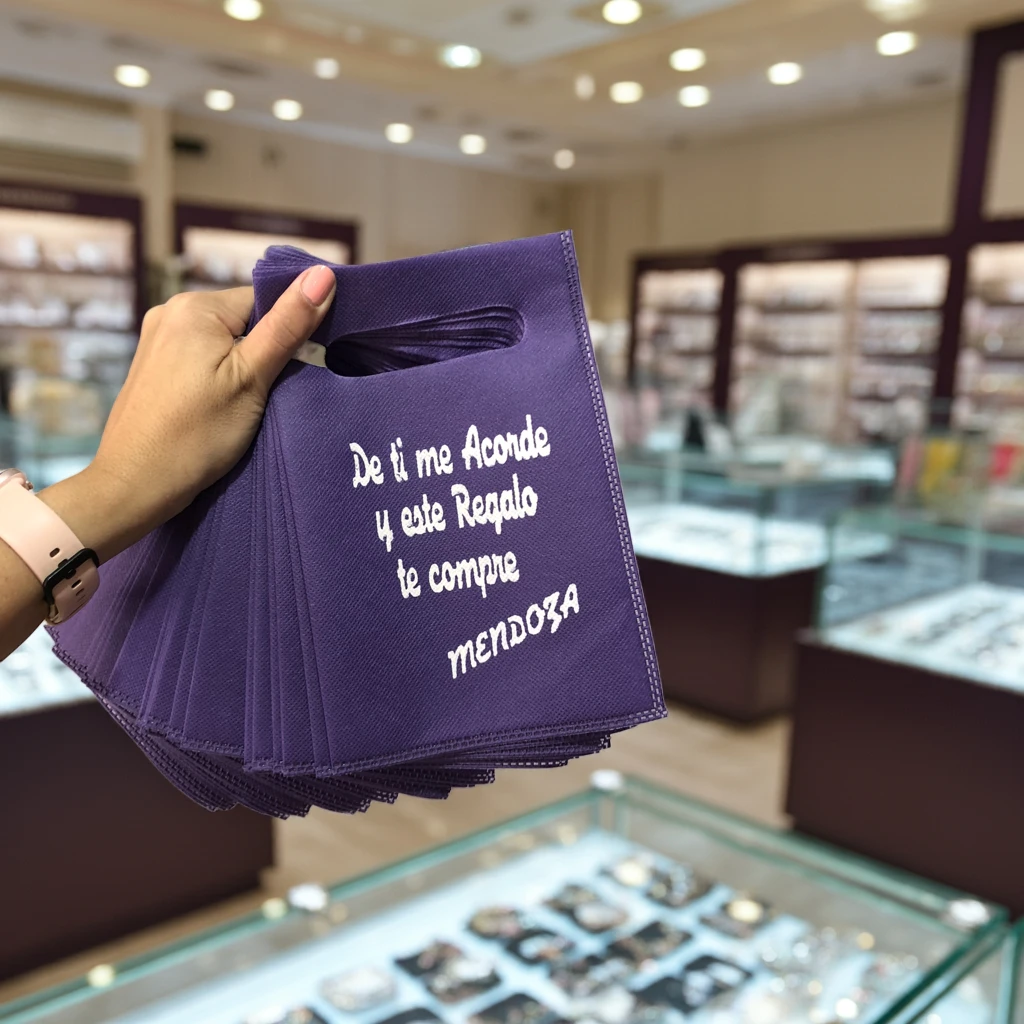 De ti me Acorde
y este Regalo
te compre
MENDOZA